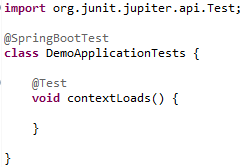 import org.junit.jupiter.api.Test;
@SpringBootTest
class DemoApplicationTests {
@Test
void contextLoads() {
}
}